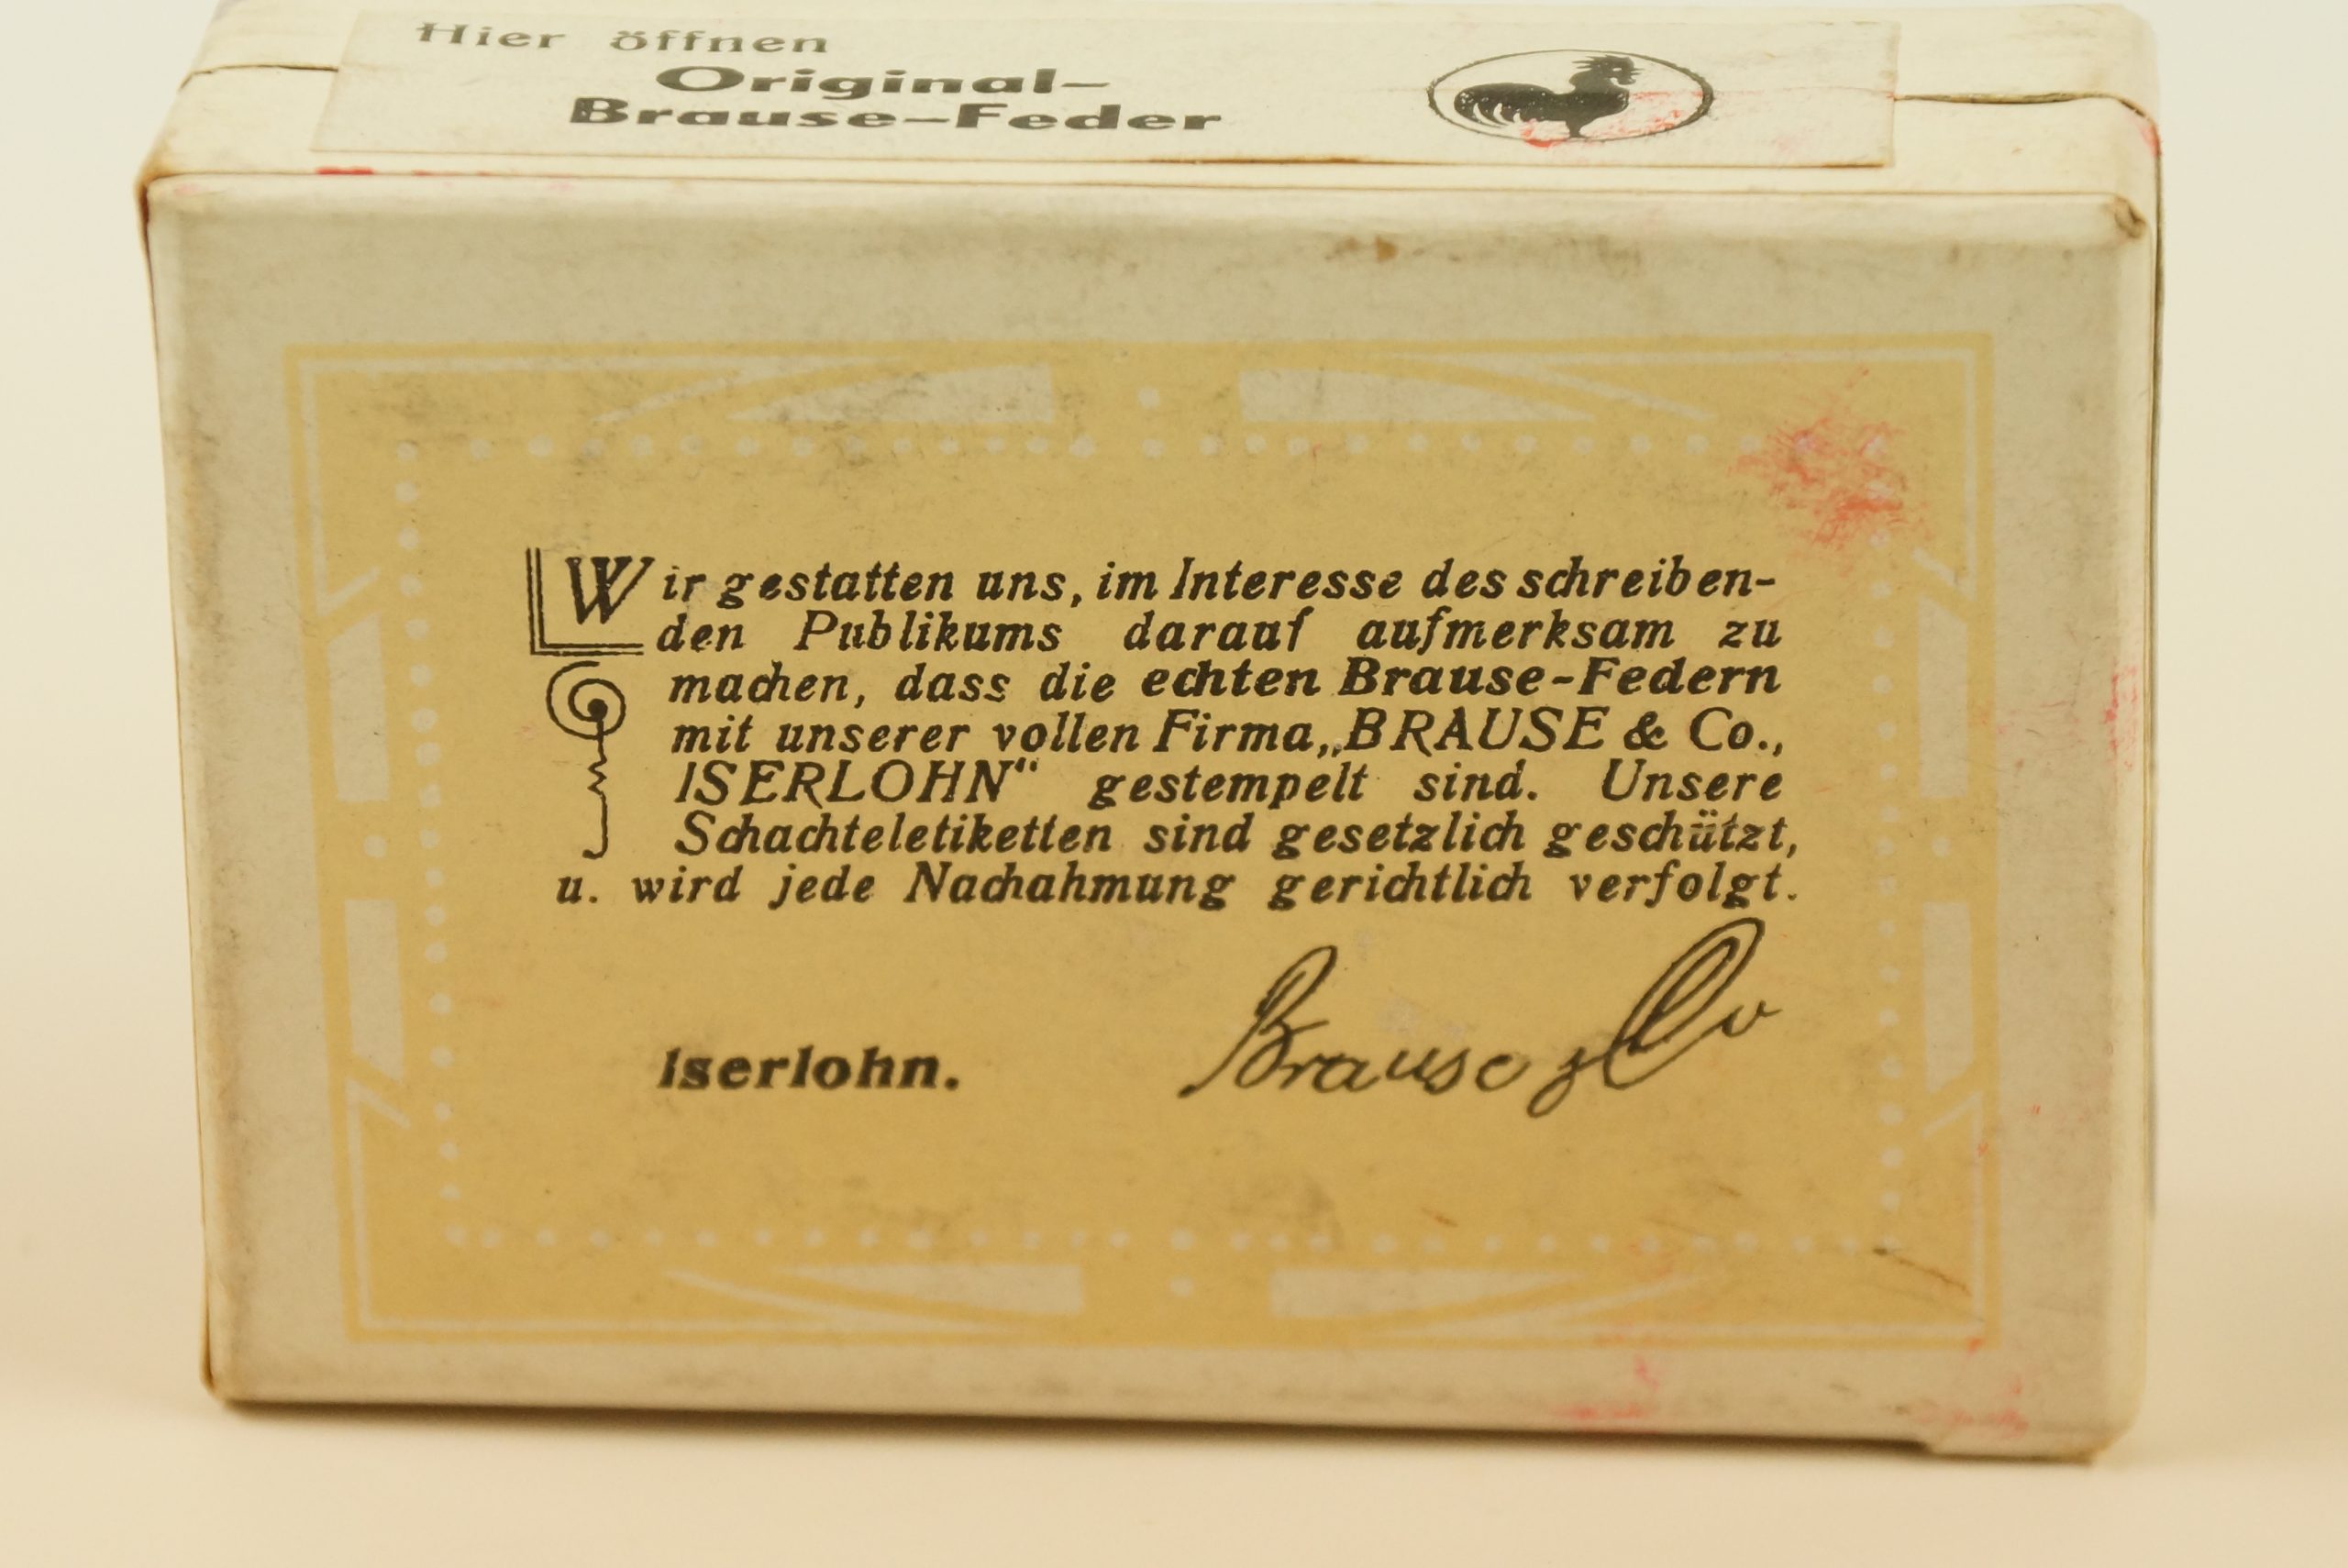 Hier öffnen
Original-
Brause-Feder
Wir gestatten uns, im Interesse des schreiben-
den Publikums darauf aufmerksam zu
machen, dass die echten Brause-Federn
mit unserer vollen Firma „BRAUSE & Co.,
ISERLOHN“ gestempelt sind. Unsere
Schachteletiketten sind gesetzlich geschützt,
u. wird jede Nachahmung gerichtlich verfolgt.
Iserlohn.
Brause & Co